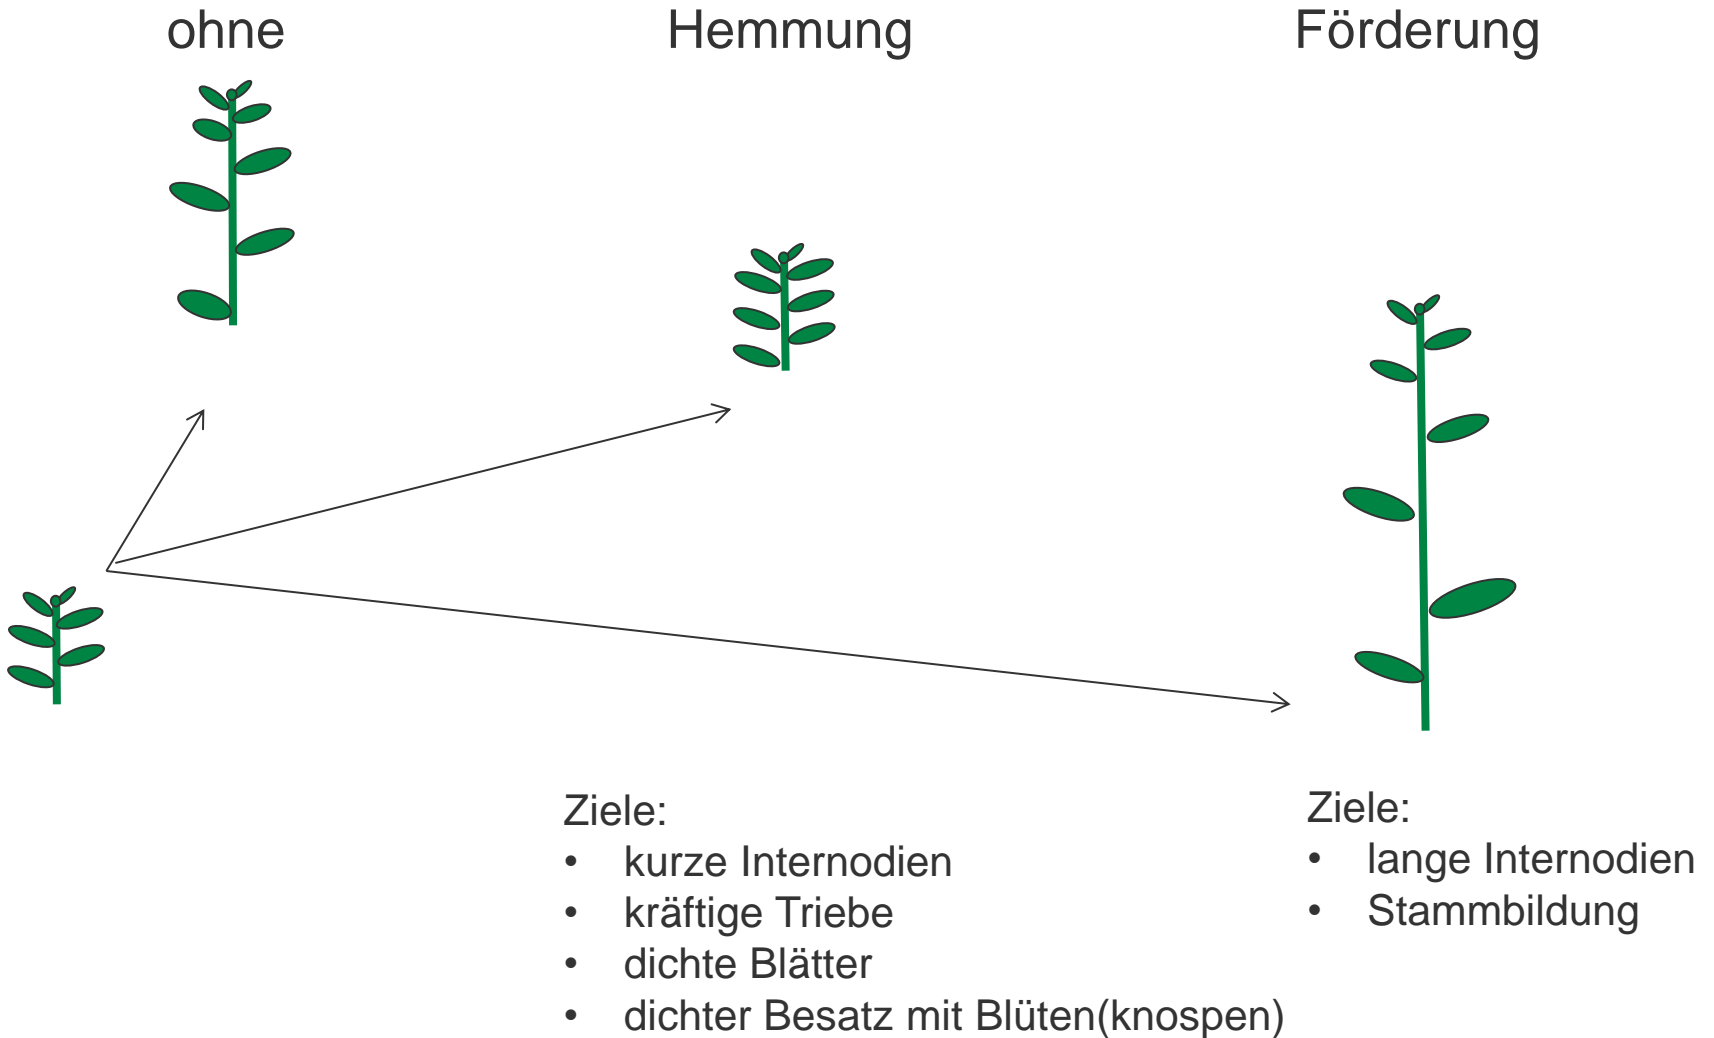 ohne
Hemmung
Förderung
Ziele:
• kurze Internodien
• kräftige Triebe
• dichte Blätter
• dichter Besatz mit Blüten(knospen)
Ziele:
• lange Internodien
• Stammbildung